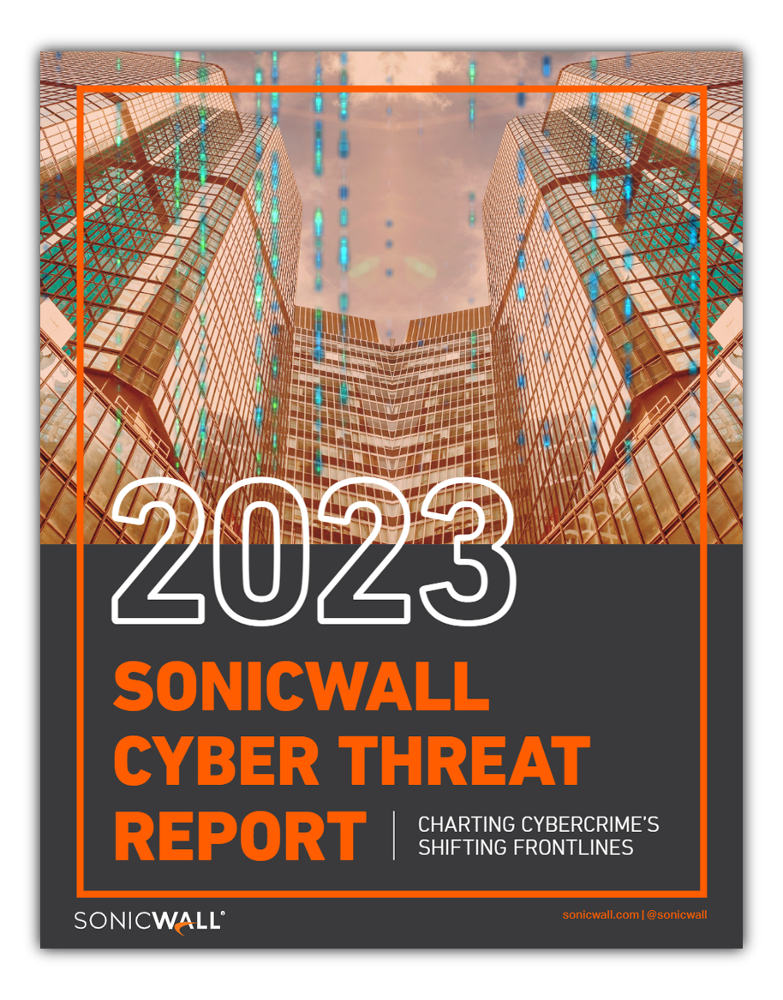 2023
SONICWALL
CYBER THREAT
REPORT
CHARTING CYBERCRIME'S
SHIFTING FRONTLINES
SONICWALL®
sonicwall.com | @sonicwall